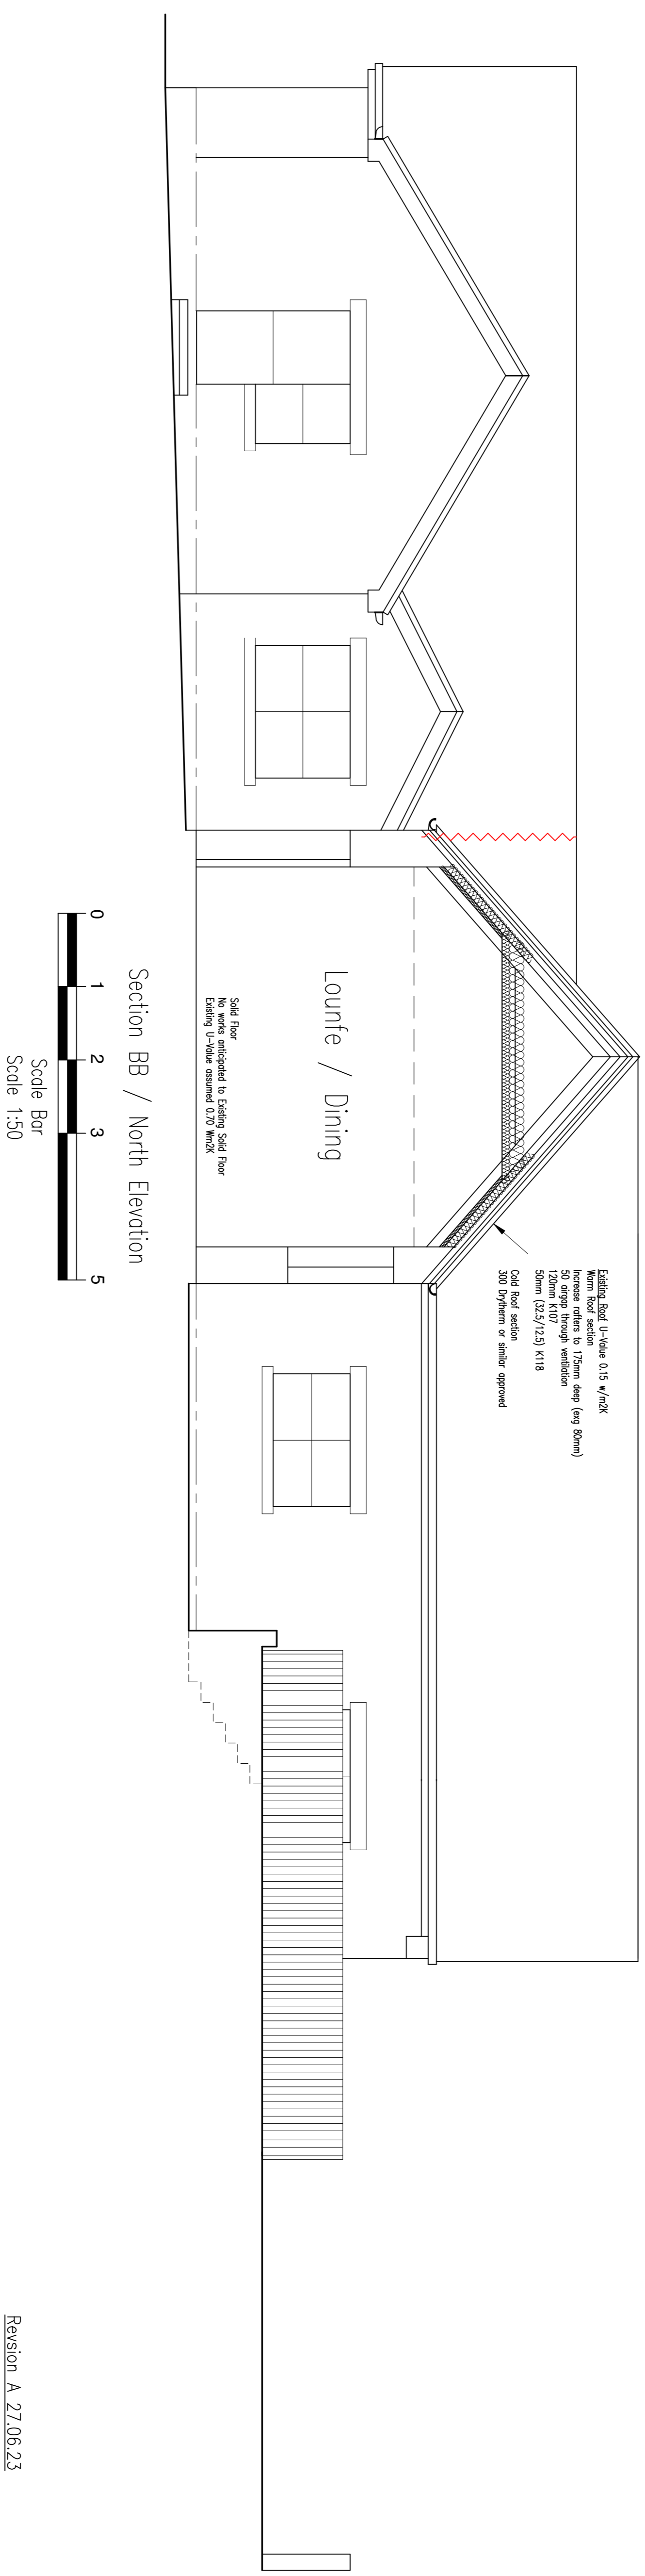 Existing Roof U-Value 0.15 w/m2K
Warm Roof section
Increase rafters to 175mm deep (exg 80mm)
50 airgap through ventilation
120mm K107
50mm (32.5/12.5) K118
Cold Roof section
300 Drytherm or similar approved
Lounfe / Dining
Solid Floor
No works anticipated to Existing Solid Floor
Existing U-Value assumed 0.70 Wm2K
Section BB / North Elevation
0 1 2 3 5
Scale Bar
Scale 1:50
Revsion A 27.06.23